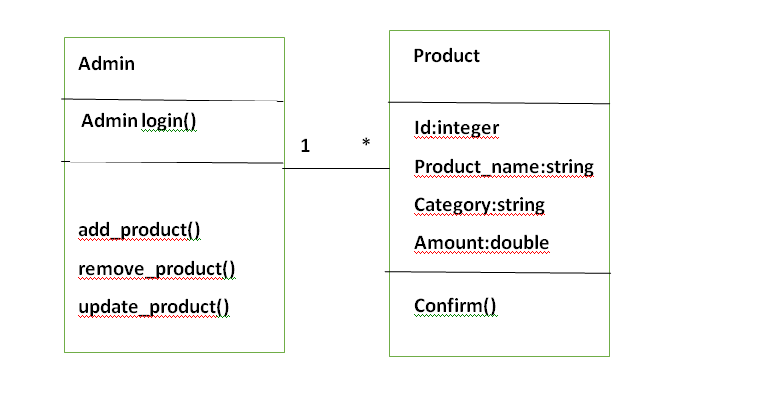 Admin
Admin login()
add_product()
remove_product()
update_product()
1
*
Product
Id:integer
Product_name:string
Category:string
Amount:double
Confirm()